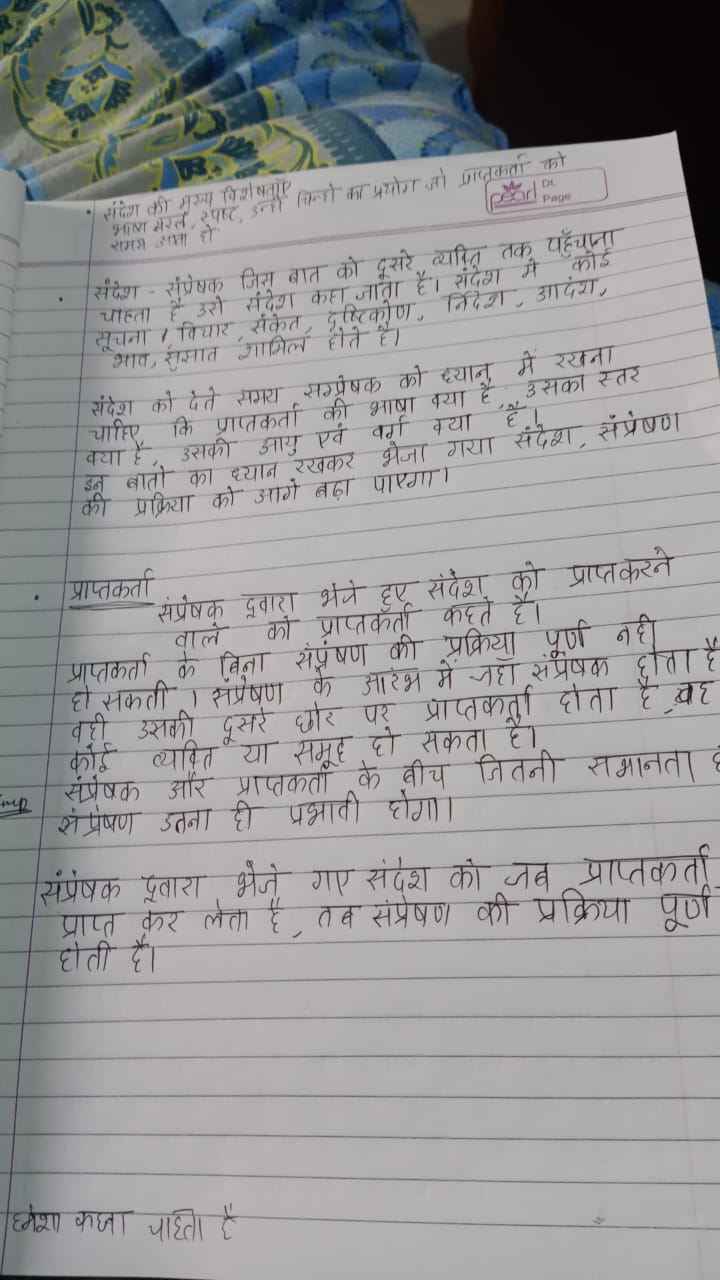 संदेश की मुख्य विशेषताएँ
भाषा सरल, स्पष्ट, उन्ही चिन्हो का प्रयोग जो प्राप्तकर्ता को
समझ आता हो
pearl
Dt.
Page
संदेश - संप्रेषक जिस बात को दूसरे व्यक्ति तक पहुँचाना
चाहता है उसे संदेश कहा जाता है। संदेश में कोई
सूचना, विचार, संकेत, दृष्टिकोण, निर्देश, आदेश,
भाव, शामिल होते है।
संदेश को देते समय सम्प्रेषक को ध्यान में रखना
चाहिए कि प्राप्तकर्ता की भाषा क्या है, उसका स्तर
क्या है, उसकी आयु एवं वर्ग क्या है।
इन बातो का ध्यान रखकर भेजा गया संदेश, संप्रेषण
की प्रक्रिया को आगे बढ़ा पाएगा।
प्राप्तकर्ता
संप्रेषक द्वारा भेजे हुए संदेश को प्राप्तकरने
वाले को प्राप्तकर्ता कहते है।
प्राप्तकर्ता के बिना संप्रेषण की प्रक्रिया पूर्ण नही
हो सकती। संप्रेषण के आरंभ में जहाँ संप्रेषक होता है
वही उसकी दूसरे छोर पर प्राप्तकर्ता होता है, वह
कोई व्यक्ति या समूह हो सकता है।
संप्रेषक और प्राप्तकर्ता के बीच जितनी समानता
imp संप्रेषण उतना ही प्रभावी होगा।
संप्रेषक द्वारा भेजे गए संदेश को जब प्राप्तकर्ता
प्राप्त कर लेता है, तब संप्रेषण की प्रक्रिया पूर्ण
होती है।
हमेशा कहना चाहता है